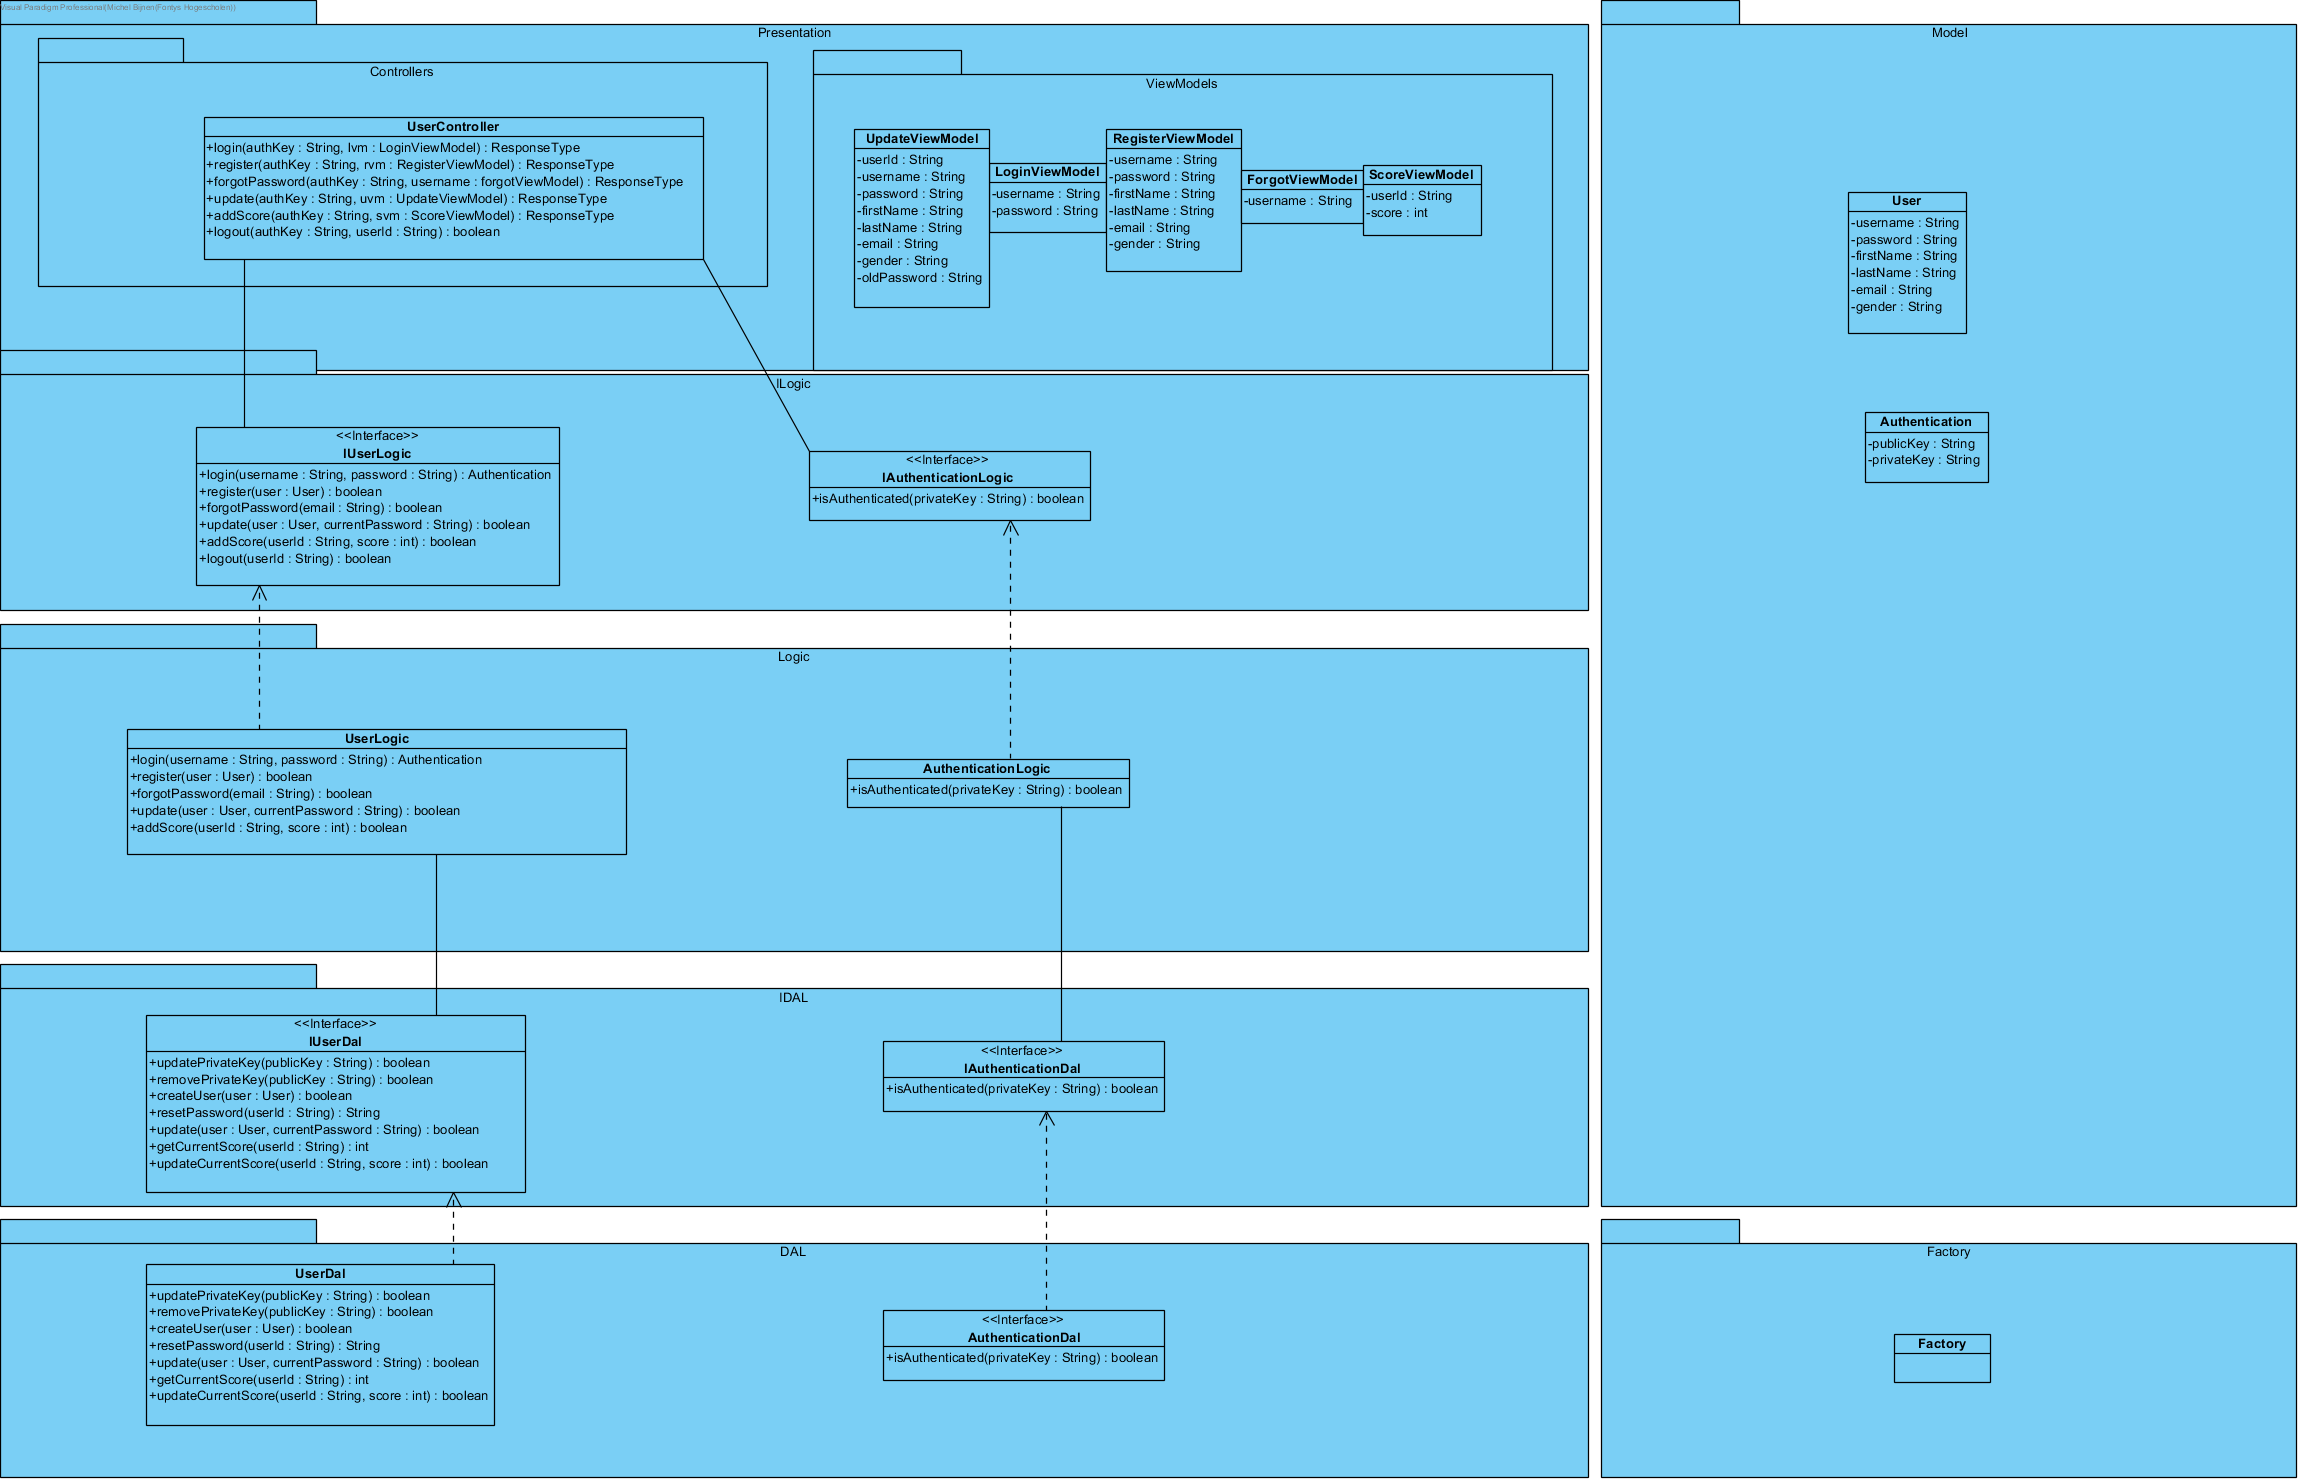 Visual Paradigm Professional(Michel Bijnen(Fontys Hogescholen))
Presentation
Controllers
UserController
+login(authKey : String, lvm : LoginViewModel) : ResponseType
+register(authKey : String, rvm : RegisterViewModel) : ResponseType
+forgotPassword(authKey : String, username : forgotViewModel) : ResponseType
+update(authKey : String, uvm : UpdateViewModel) : ResponseType
+addScore(authKey : String, svm : ScoreViewModel) : ResponseType
+logout(authKey : String, userId : String) : boolean
ViewModels
UpdateViewModel
-userId : String
-username : String
-password : String
-firstName : String
-lastName : String
-email : String
-gender : String
-oldPassword : String
LoginViewModel
-username : String
-password : String
RegisterViewModel
-username : String
-password : String
-firstName : String
-lastName : String
-email : String
-gender : String
ForgotViewModel
-username : String
ScoreViewModel
-userId : String
-score : int
Model
User
-username : String
-password : String
-firstName : String
-lastName : String
-email : String
-gender : String
Authentication
-publicKey : String
-privateKey : String
ILogic
<<Interface>>
IUserLogic
+login(username : String, password : String) : Authentication
+register(user : User) : boolean
+forgotPassword(email : String) : boolean
+update(user : User, currentPassword : String) : boolean
+addScore(userId : String, score : int) : boolean
+logout(userId : String) : boolean
<<Interface>>
IAuthenticationLogic
+isAuthenticated(privateKey : String) : boolean
Logic
UserLogic
+login(username : String, password : String) : Authentication
+register(user : User) : boolean
+forgotPassword(email : String) : boolean
+update(user : User, currentPassword : String) : boolean
+addScore(userId : String, score : int) : boolean
AuthenticationLogic
+isAuthenticated(privateKey : String) : boolean
IDAL
<<Interface>>
IUserDal
+updatePrivateKey(publicKey : String) : boolean
+removePrivateKey(publicKey : String) : boolean
+createUser(user : User) : boolean
+resetPassword(userId : String) : String
+update(user : User, currentPassword : String) : boolean
+getCurrentScore(userId : String) : int
+updateCurrentScore(userId : String, score : int) : boolean
<<Interface>>
IAuthenticationDal
+isAuthenticated(privateKey : String) : boolean
DAL
UserDal
+updatePrivateKey(publicKey : String) : boolean
+removePrivateKey(publicKey : String) : boolean
+createUser(user : User) : boolean
+resetPassword(userId : String) : String
+update(user : User, currentPassword : String) : boolean
+getCurrentScore(userId : String) : int
+updateCurrentScore(userId : String, score : int) : boolean
<<Interface>>
AuthenticationDal
+isAuthenticated(privateKey : String) : boolean
Factory
Factory